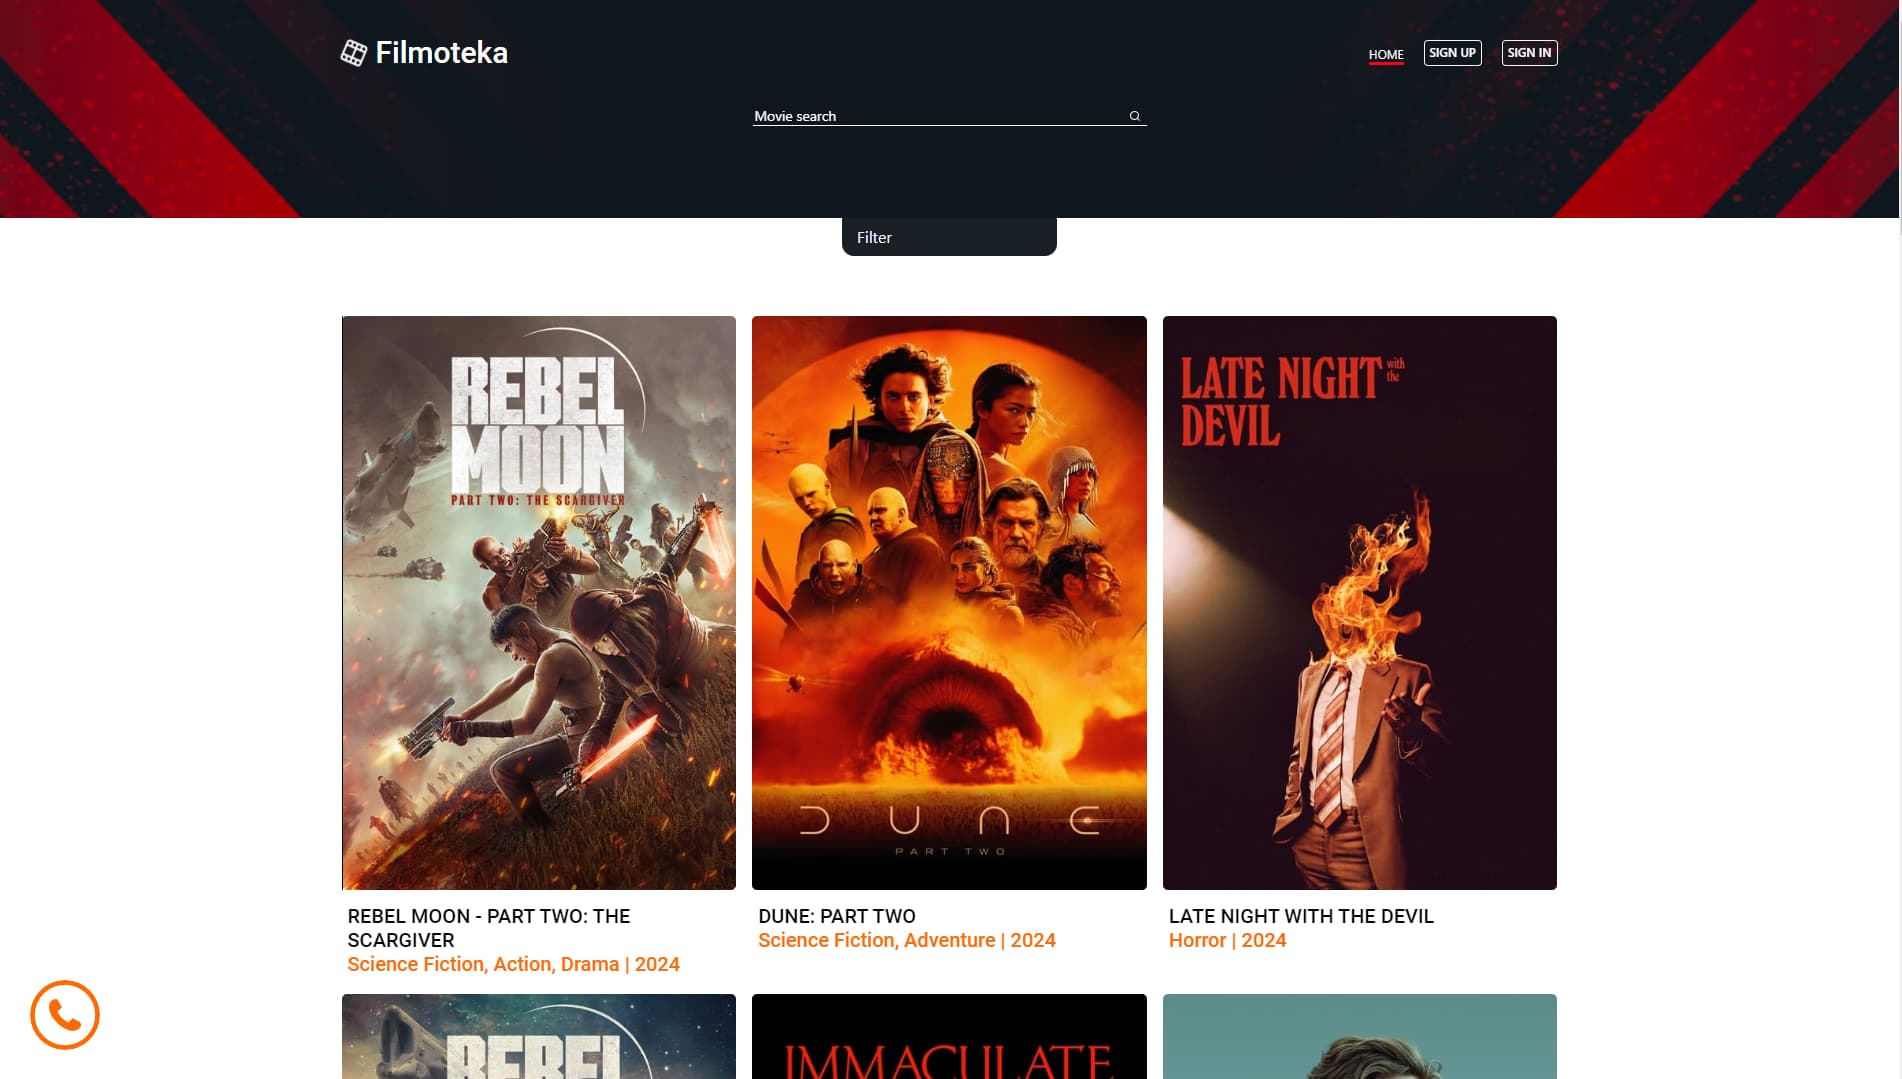 Filmoteka
HOME
SIGN UP
SIGN IN
Movie search
Filter
REBEL
MOON
PART TWO: THE SCARGIVER
DUNE
PART TWO
LATE NIGHT with the
DEVIL
REBEL MOON - PART TWO: THE
SCARGIVER
Science Fiction, Action, Drama | 2024
DUNE: PART TWO
Science Fiction, Adventure | 2024
LATE NIGHT WITH THE DEVIL
Horror | 2024
REBEL
IMMACULATE